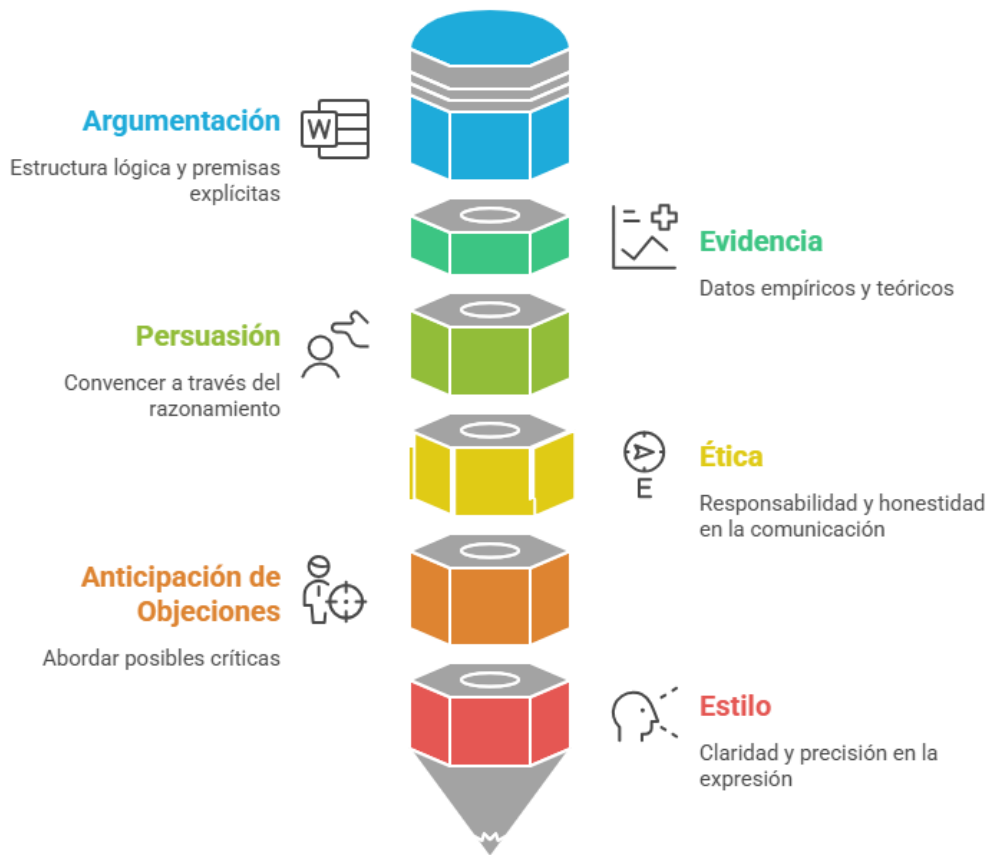 Argumentación
Estructura lógica y premisas
explícitas
W
Evidencia
Datos empíricos y teóricos
Persuasión
Convencer a través del
razonamiento
Ética
E
Responsabilidad y honestidad
en la comunicación
Anticipación de
Objeciones
Abordar posibles críticas
Estilo
Claridad y precisión en la
expresión